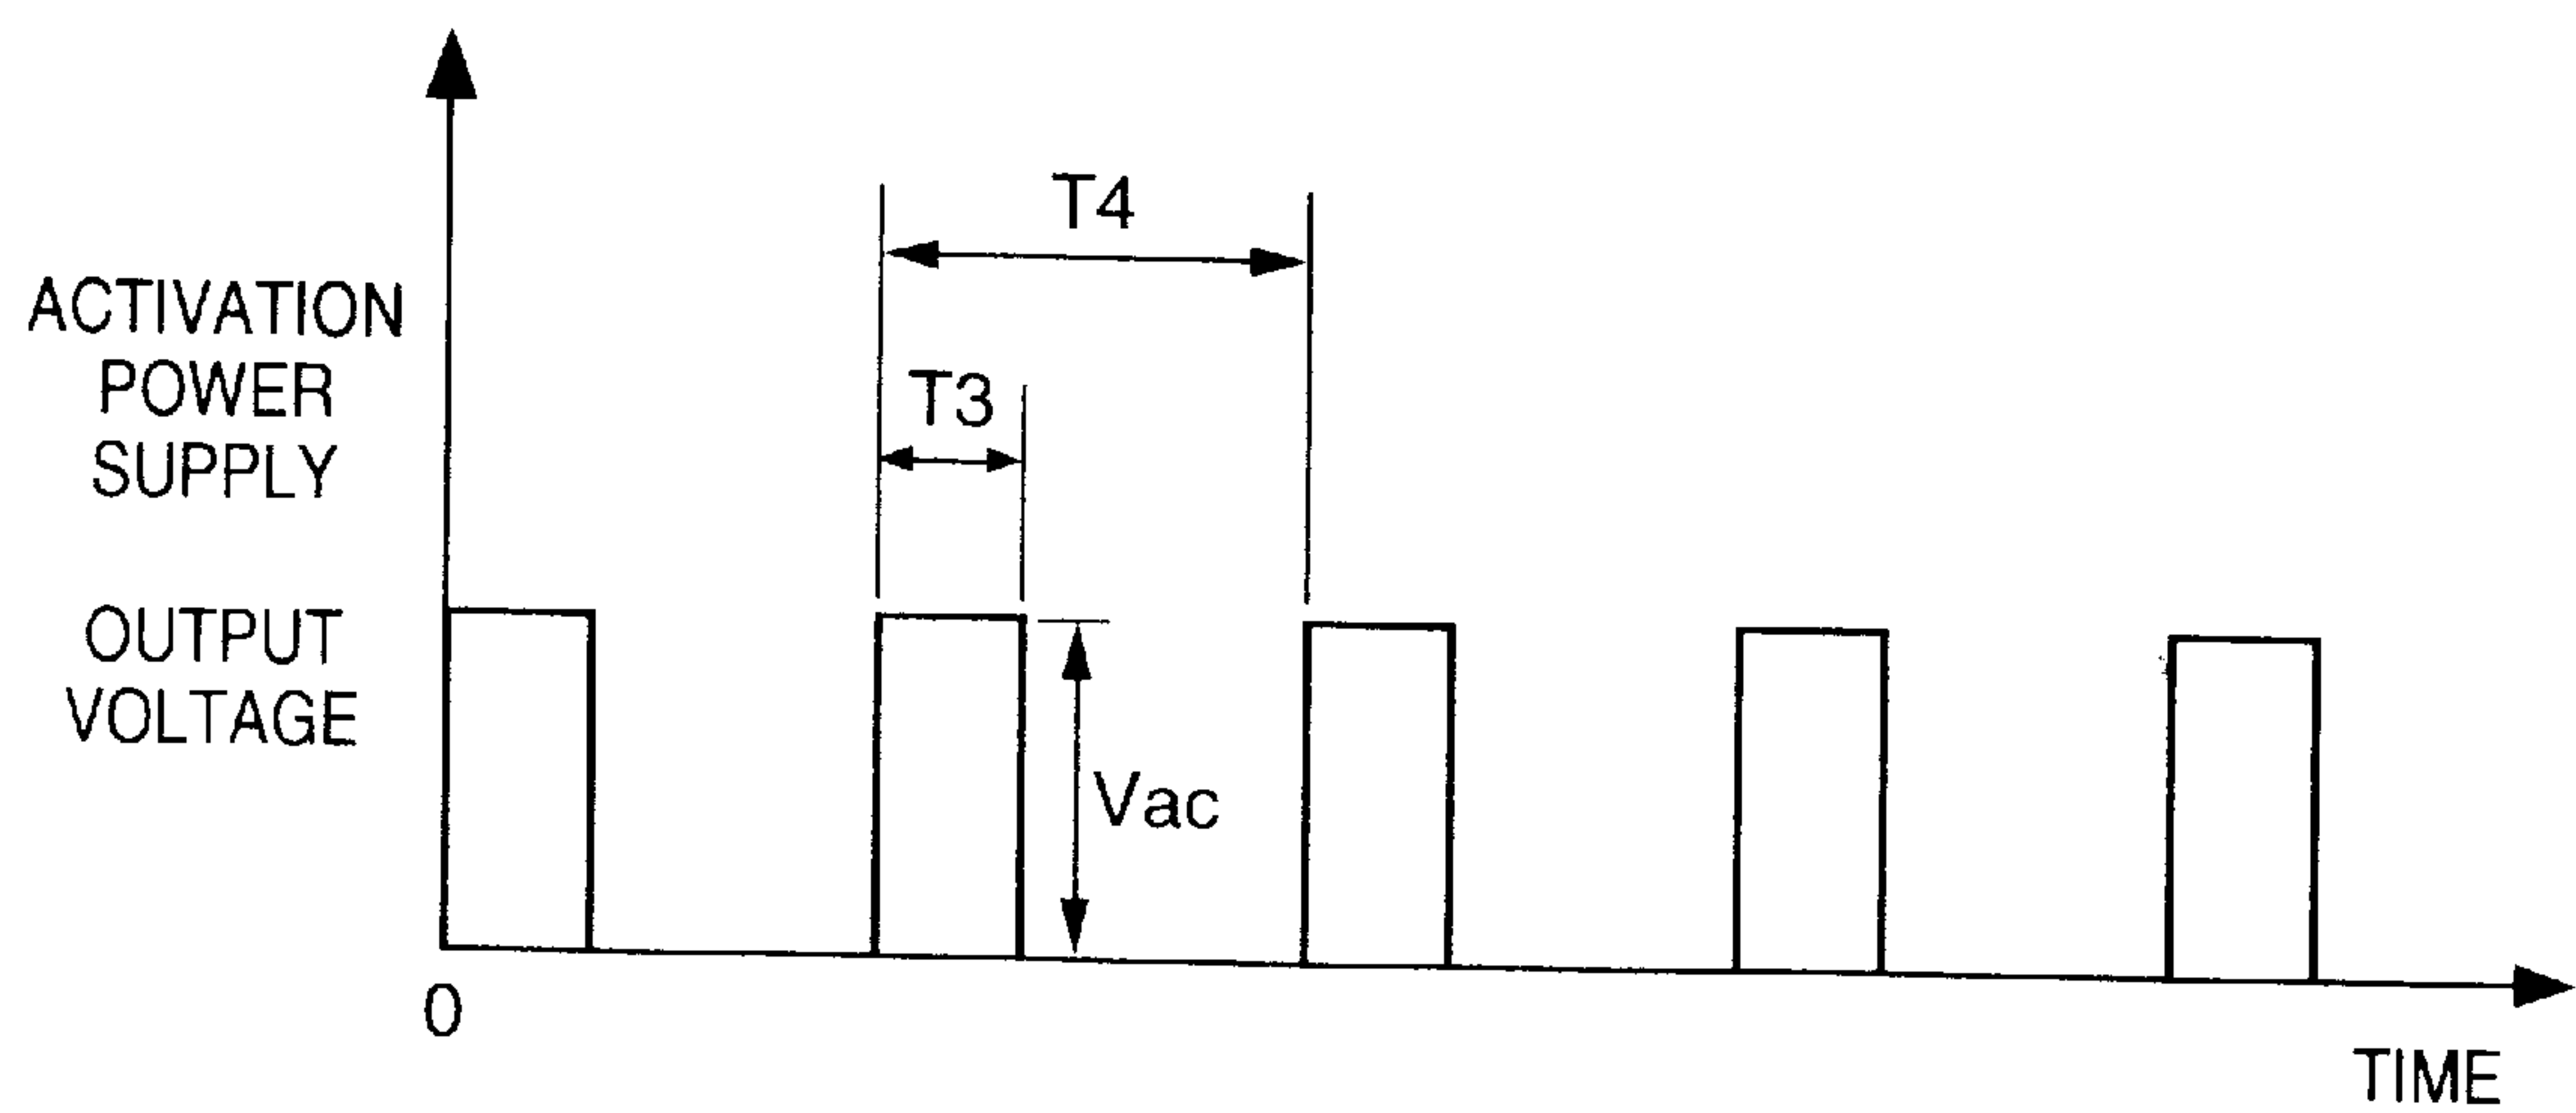 T4
ACTIVATION
POWER
SUPPLY
T3
OUTPUT
VOLTAGE
Vac
0
TIME